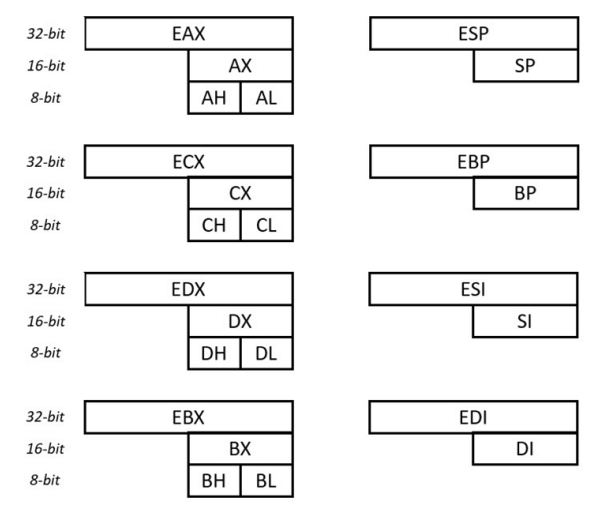 32-bit EAX ESP
16-bit AX SP
8-bit AH AL
32-bit ECX EBP
16-bit CX BP
8-bit CH CL
32-bit EDX ESI
16-bit DX SI
8-bit DH DL
32-bit EBX EDI
16-bit BX DI
8-bit BH BL